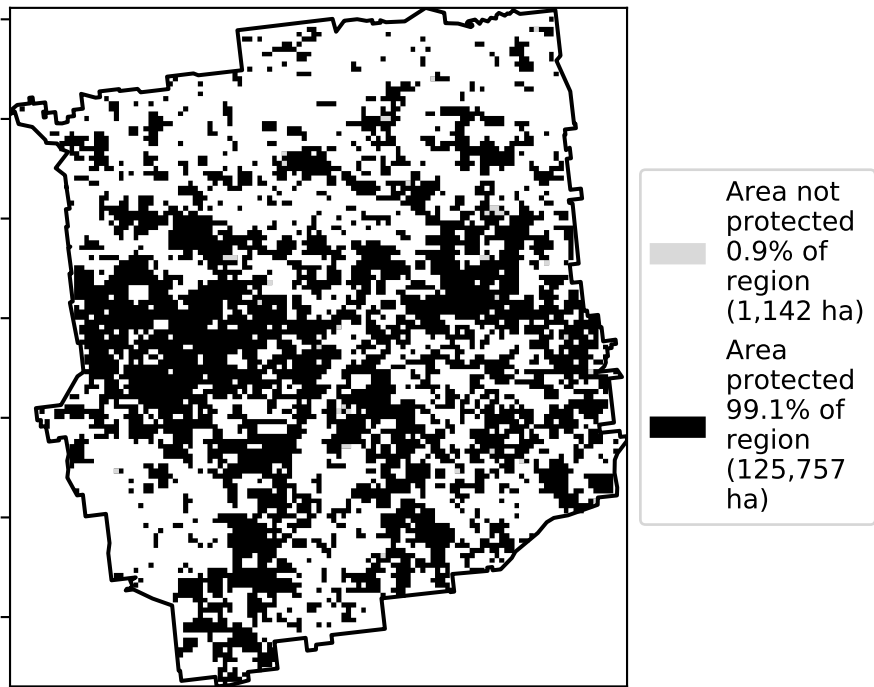 Area not
protected
0.9% of
region
(1,142 ha)
Area
protected
99.1% of
region
(125,757
ha)